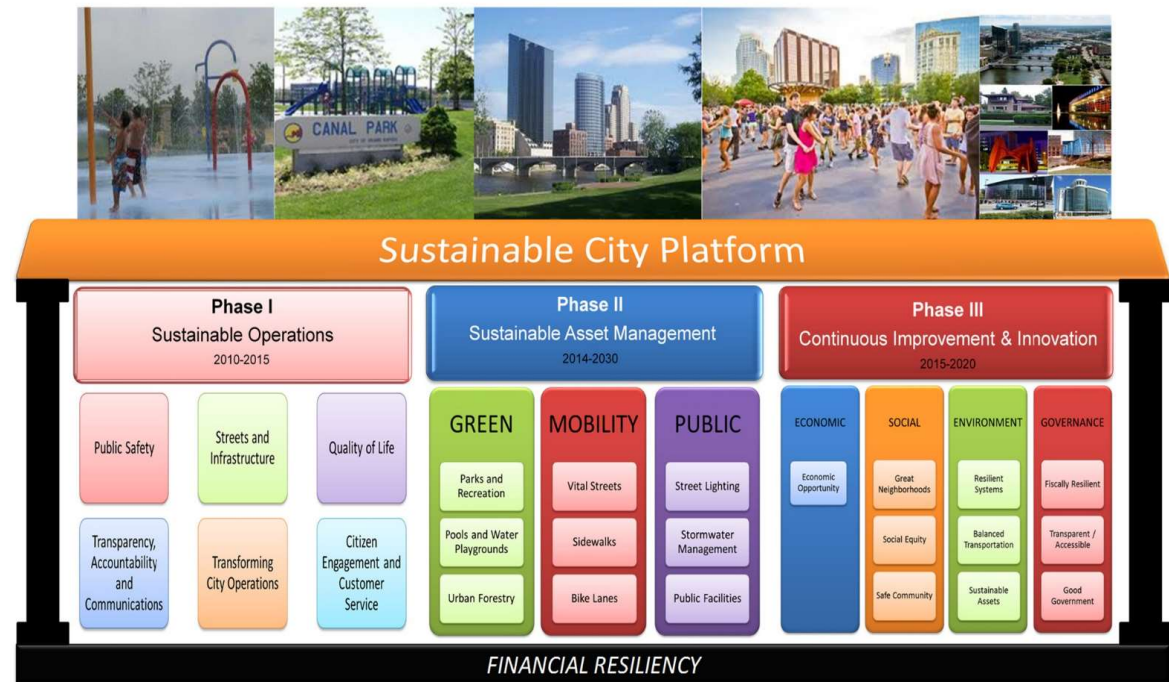 CANAL PARK
Sustainable City Platform
Phase I
Sustainable Operations
2010-2015
Public Safety
Streets and
Infrastructure
Quality of Life
Transparency,
Accountability
and
Communications
Transforming
City Operations
Citizen
Engagement and
Customer
Service
Phase II
Sustainable Asset Management
2014-2030
GREEN
Parks and
Recreation
Pools and Water
Playgrounds
Urban Forestry
MOBILITY
Vital Streets
Sidewalks
Bike Lanes
PUBLIC
Street Lighting
Stormwater
Management
Public Facilities
Phase III
Continuous Improvement & Innovation
2015-2020
ECONOMIC
Economic
Opportunity
SOCIAL
Great
Neighborhoods
Social Equity
Safe Community
ENVIRONMENT
Resilient
Systems
Balanced
Transportation
Sustainable
Assets
GOVERNANCE
Fiscally Resilient
Transparent /
Accessible
Good
Government
FINANCIAL RESILIENCY